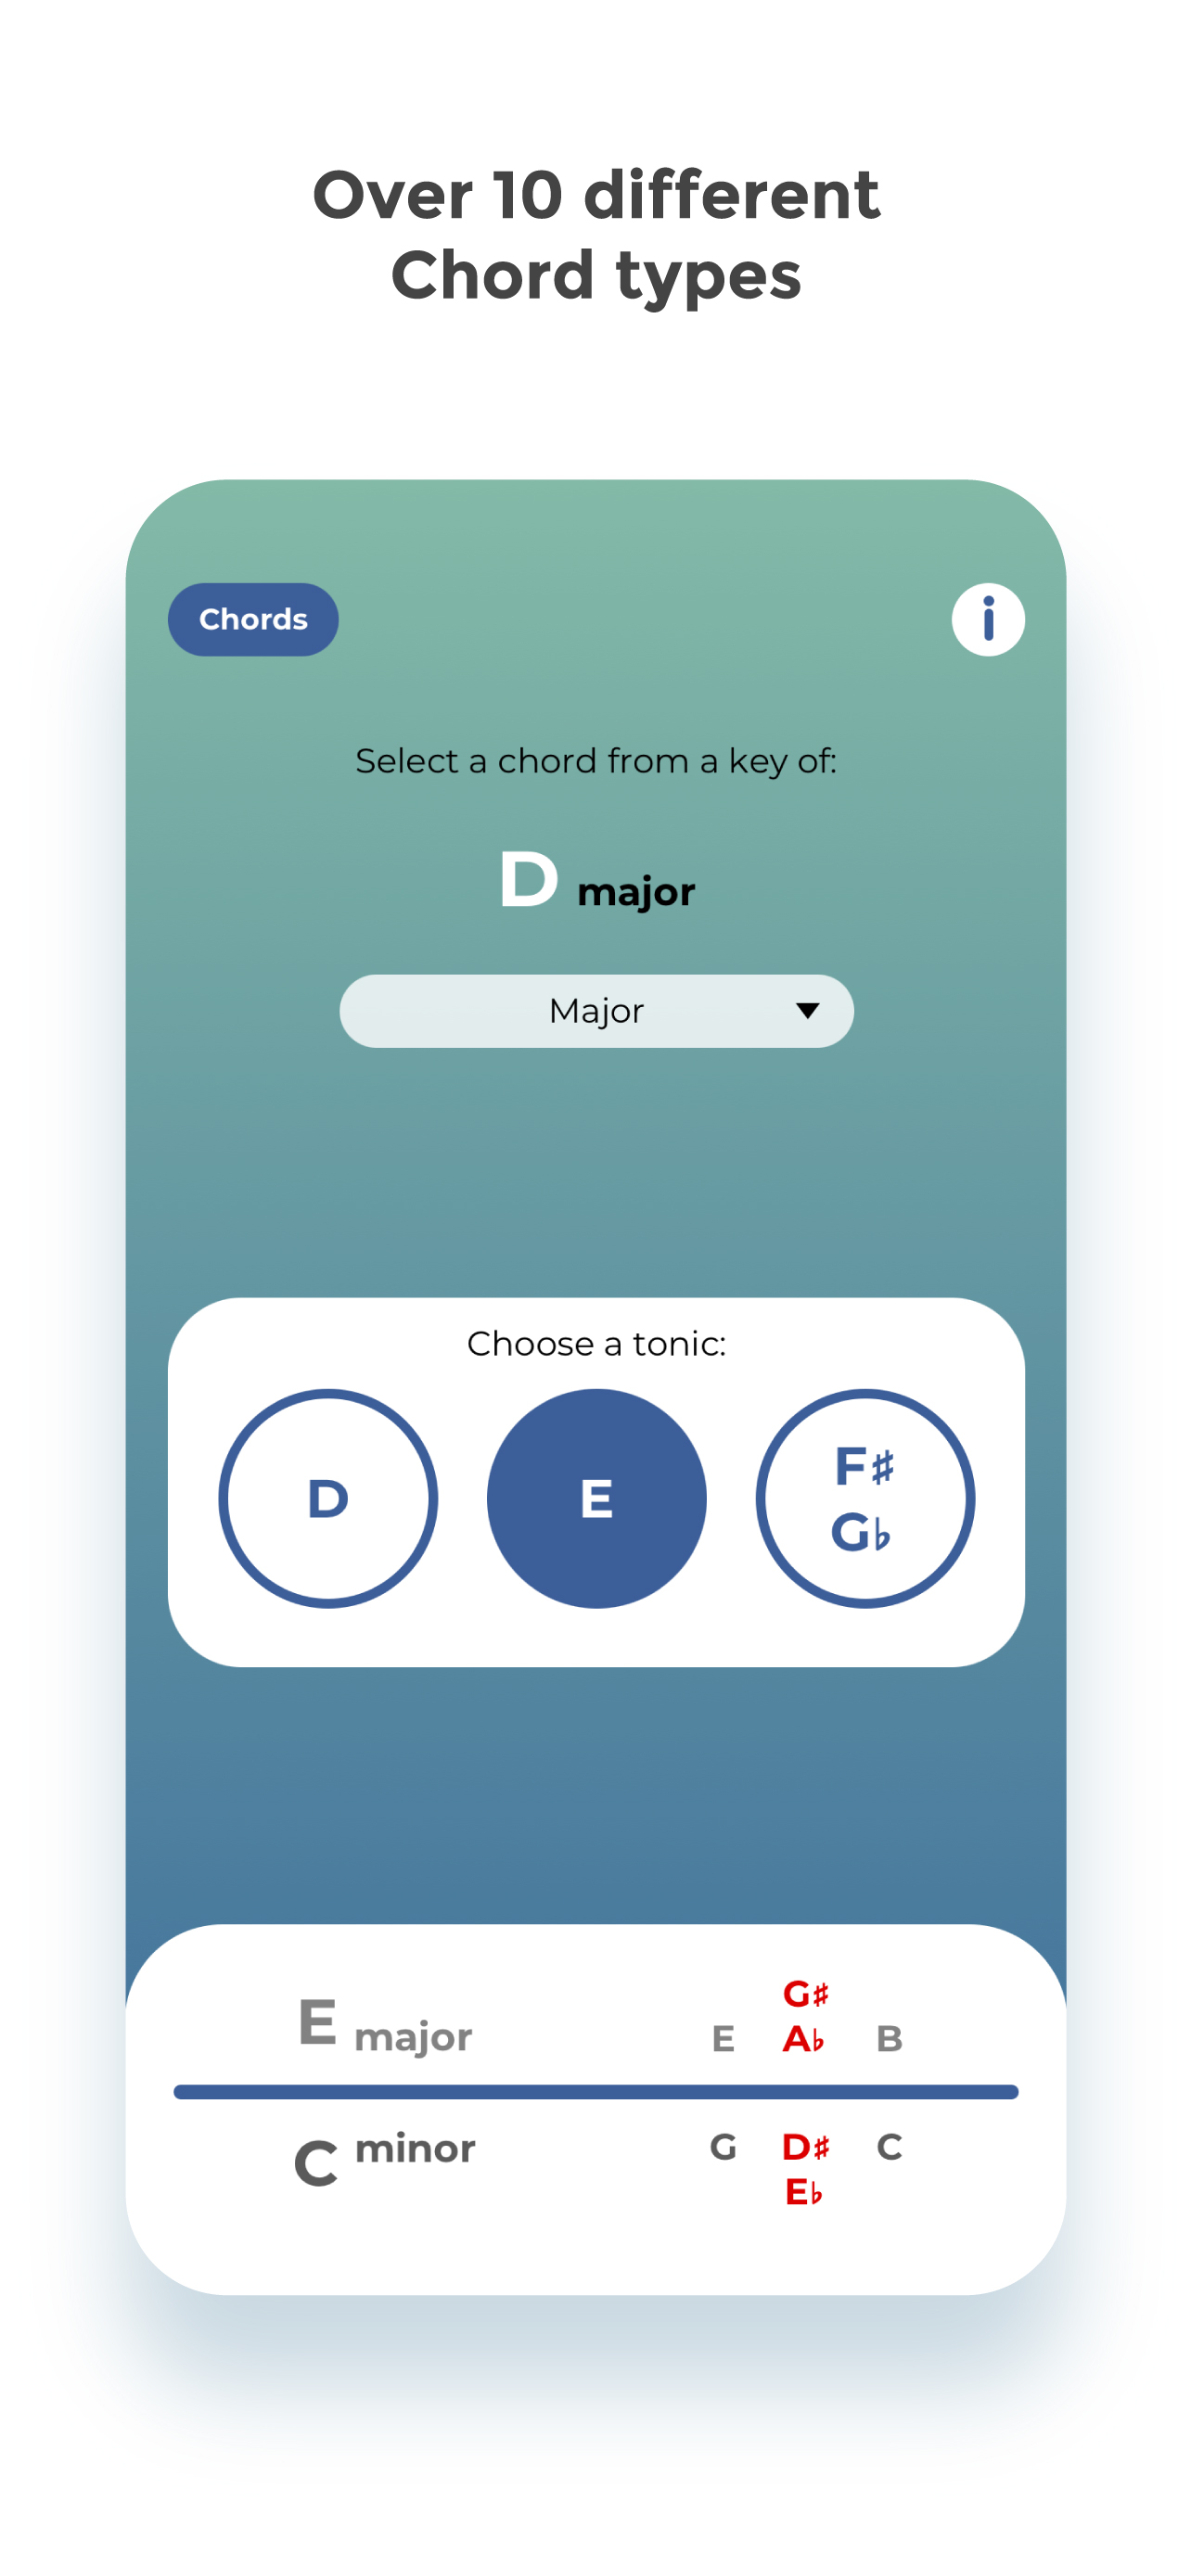 Over 10 different
Chord types
Chords
i
Select a chord from a key of:
D major
Major
Choose a tonic:
D
E
F♯
G♭
E major
G♯
E A♭ B
C minor
G D♯ C
E♭